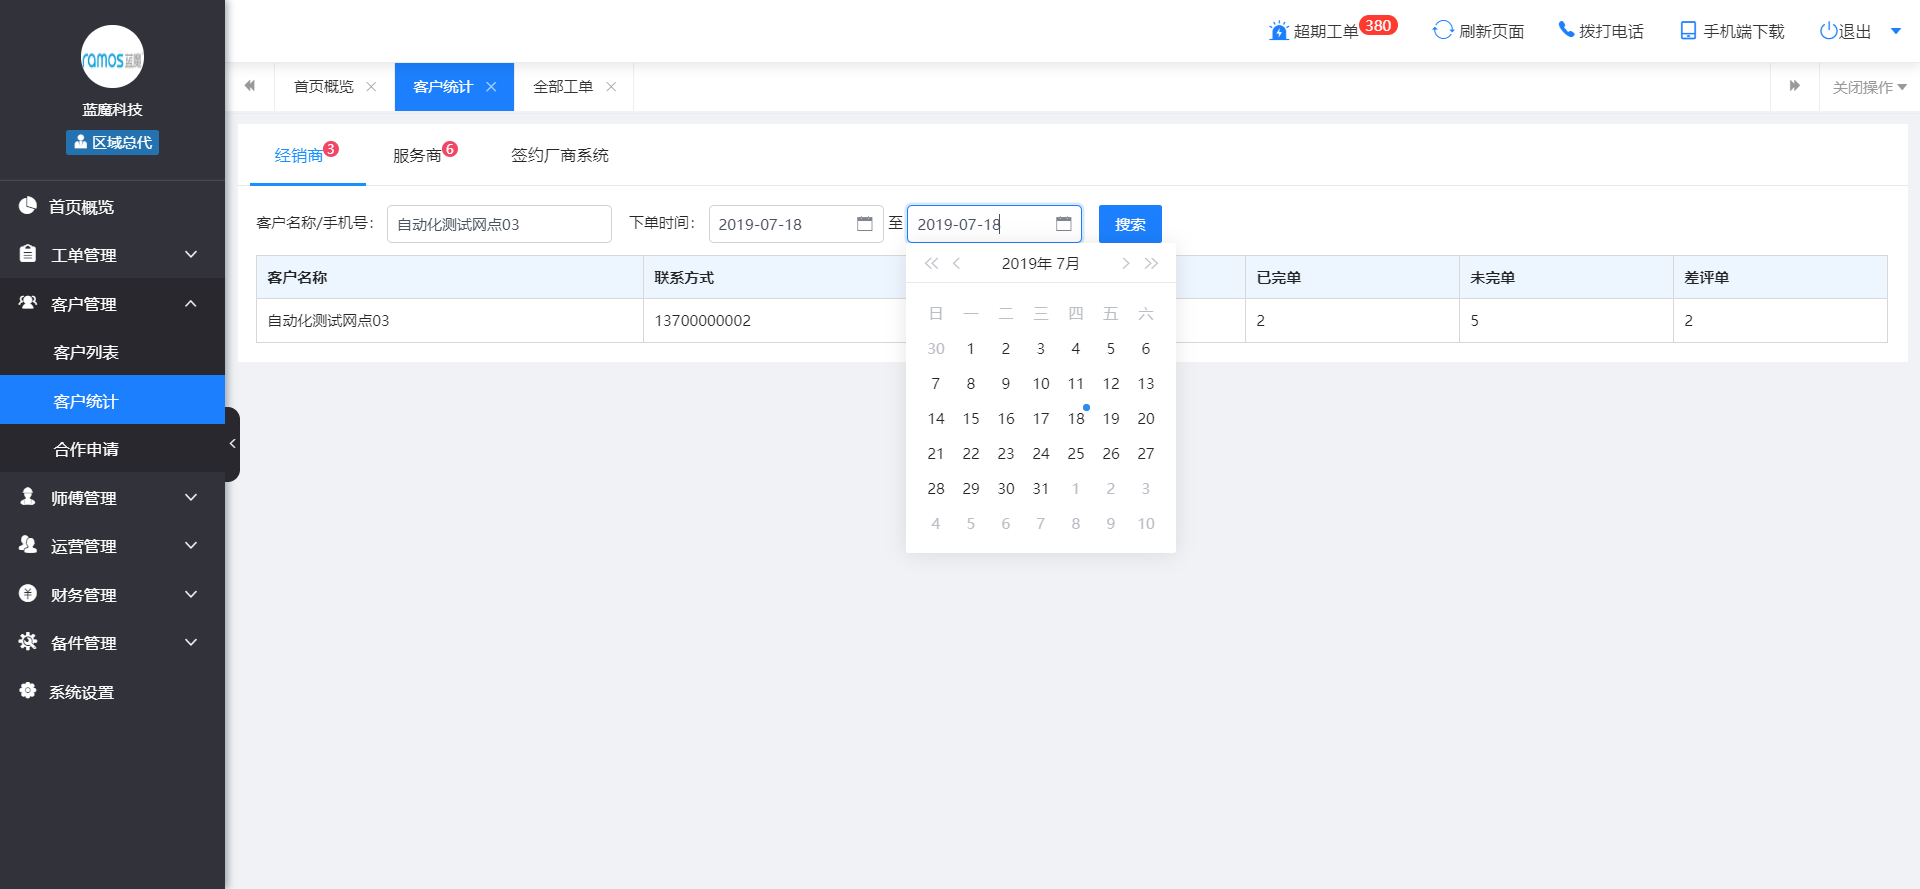 超期工单 380 刷新页面 拨打电话 手机端下载 退出
ramos蓝魔
蓝魔科技
区域总代
首页概览
工单管理
客户管理
客户列表
客户统计
合作申请
师傅管理
运营管理
财务管理
备件管理
系统设置
首页概览 客户统计 全部工单 关闭操作
经销商 3 服务商 6 签约厂商系统
客户名称/手机号： 自动化测试网点03 下单时间： 2019-07-18 至 2019-07-18 搜索
客户名称 联系方式 已完单 未完单 差评单
自动化测试网点03 13700000002 2 5 2
2019年 7月
日 一 二 三 四 五 六
30 1 2 3 4 5 6
7 8 9 10 11 12 13
14 15 16 17 18 19 20
21 22 23 24 25 26 27
28 29 30 31 1 2 3
4 5 6 7 8 9 10